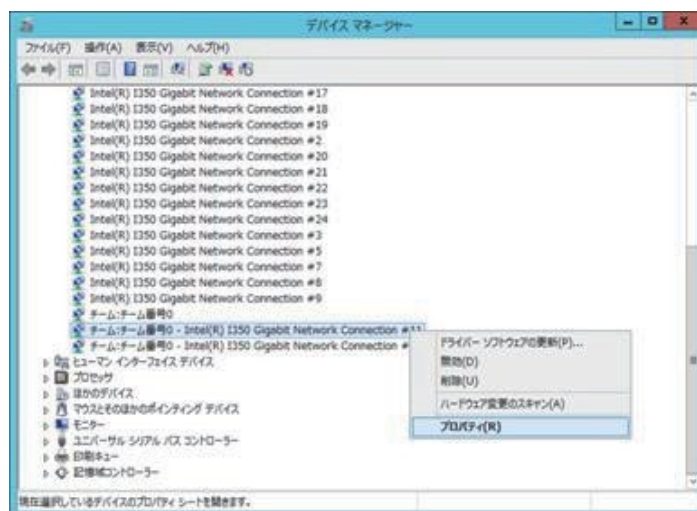 デバイス マネージャー
ファイル(F) 操作(A) 表示(V) ヘルプ(H)
Intel(R) I350 Gigabit Network Connection #17
Intel(R) I350 Gigabit Network Connection #18
Intel(R) I350 Gigabit Network Connection #19
Intel(R) I350 Gigabit Network Connection #2
Intel(R) I350 Gigabit Network Connection #20
Intel(R) I350 Gigabit Network Connection #21
Intel(R) I350 Gigabit Network Connection #22
Intel(R) I350 Gigabit Network Connection #23
Intel(R) I350 Gigabit Network Connection #24
Intel(R) I350 Gigabit Network Connection #3
Intel(R) I350 Gigabit Network Connection #5
Intel(R) I350 Gigabit Network Connection #7
Intel(R) I350 Gigabit Network Connection #8
Intel(R) I350 Gigabit Network Connection #9
チーム:チーム番号0
チーム:チーム番号0 - Intel(R) I350 Gigabit Network Connection #11
チーム:チーム番号0 - Intel(R) I350 Gigabit Network Connection #
ヒューマン インターフェイス デバイス
プロセッサ
ほかのデバイス
マウスとそのほかのポインティング デバイス
モニター
ユニバーサル シリアル バス コントローラー
印刷キュー
記憶域コントローラー
ドライバー ソフトウェアの更新(P)...
無効(D)
削除(U)
ハードウェア変更のスキャン(A)
プロパティ(R)
現在選択しているデバイスのプロパティ シートを開きます。